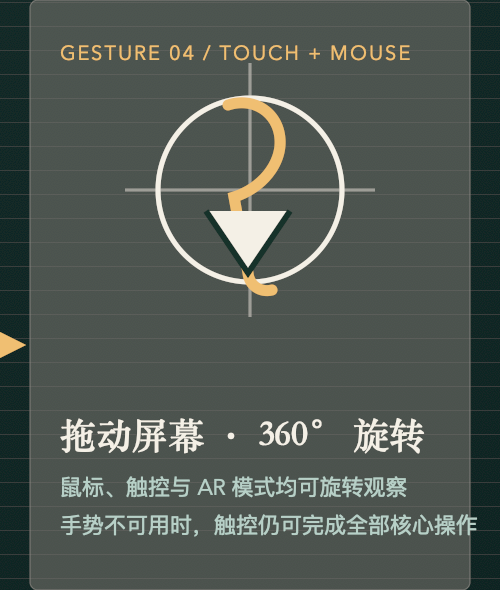 GESTURE 04 / TOUCH + MOUSE
拖动屏幕 · 360° 旋转
鼠标、触控与 AR 模式均可旋转观察
手势不可用时，触控仍可完成全部核心操作